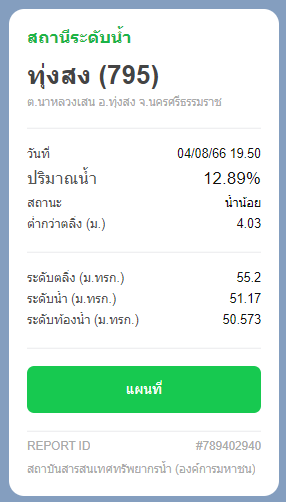 สถานีระดับน้ำ
ทุ่งสง (795)
ต.นาหลวงเสน อ.ทุ่งสง จ.นครศรีธรรมราช
วันที่ 04/08/66 19.50
ปริมาณน้ำ 12.89%
สถานะ น้ำน้อย
ต่ำกว่าตลิ่ง (ม.) 4.03
ระดับตลิ่ง (ม.ทรก.) 55.2
ระดับน้ำ (ม.ทรก.) 51.17
ระดับท้องน้ำ (ม.ทรก.) 50.573
แผนที่
REPORT ID #789402940
สถาบันสารสนเทศทรัพยากรน้ำ (องค์การมหาชน)